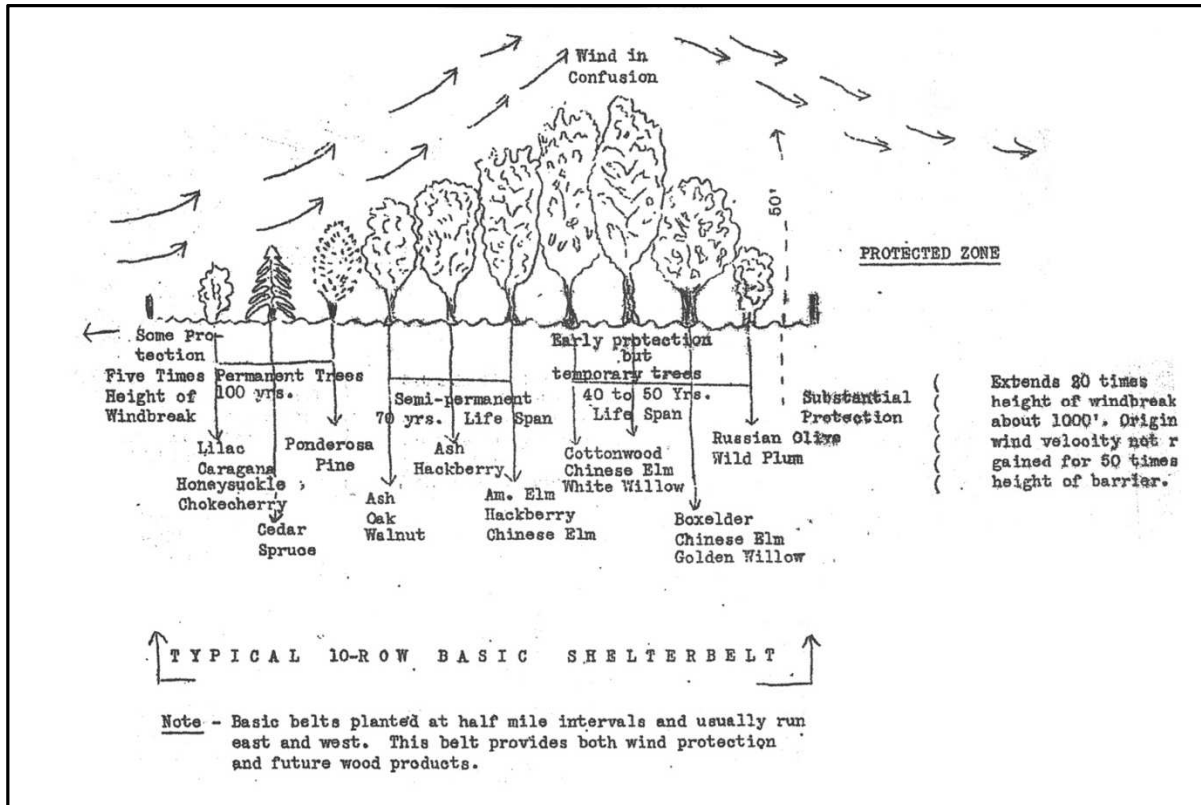 Wind in
Confusion
50'
PROTECTED ZONE
Some Pro-
tection
Five Times
Height of
Windbreak
Permanent Trees
100 yrs.
Semi-permanent
70 yrs. Life Span
Early protection
but
temporary trees
40 to 50 Yrs.
Life Span
Substantial
Protection
( Extends 20 times
( height of windbreak
( about 1000'. Origin
( wind velocity not r
( gained for 50 times
( height of barrier.
Lilac
Caragana
Honeysuckle
Chokecherry
Cedar
Spruce
Ponderosa
Pine
Ash
Oak
Walnut
Ash
Hackberry
Am. Elm
Hackberry
Chinese Elm
Cottonwood
Chinese Elm
White Willow
Boxelder
Chinese Elm
Golden Willow
Russian Olive
Wild Plum
TYPICAL 10-ROW BASIC SHELTERBELT
Note - Basic belts planted at half mile intervals and usually run
east and west. This belt provides both wind protection
and future wood products.